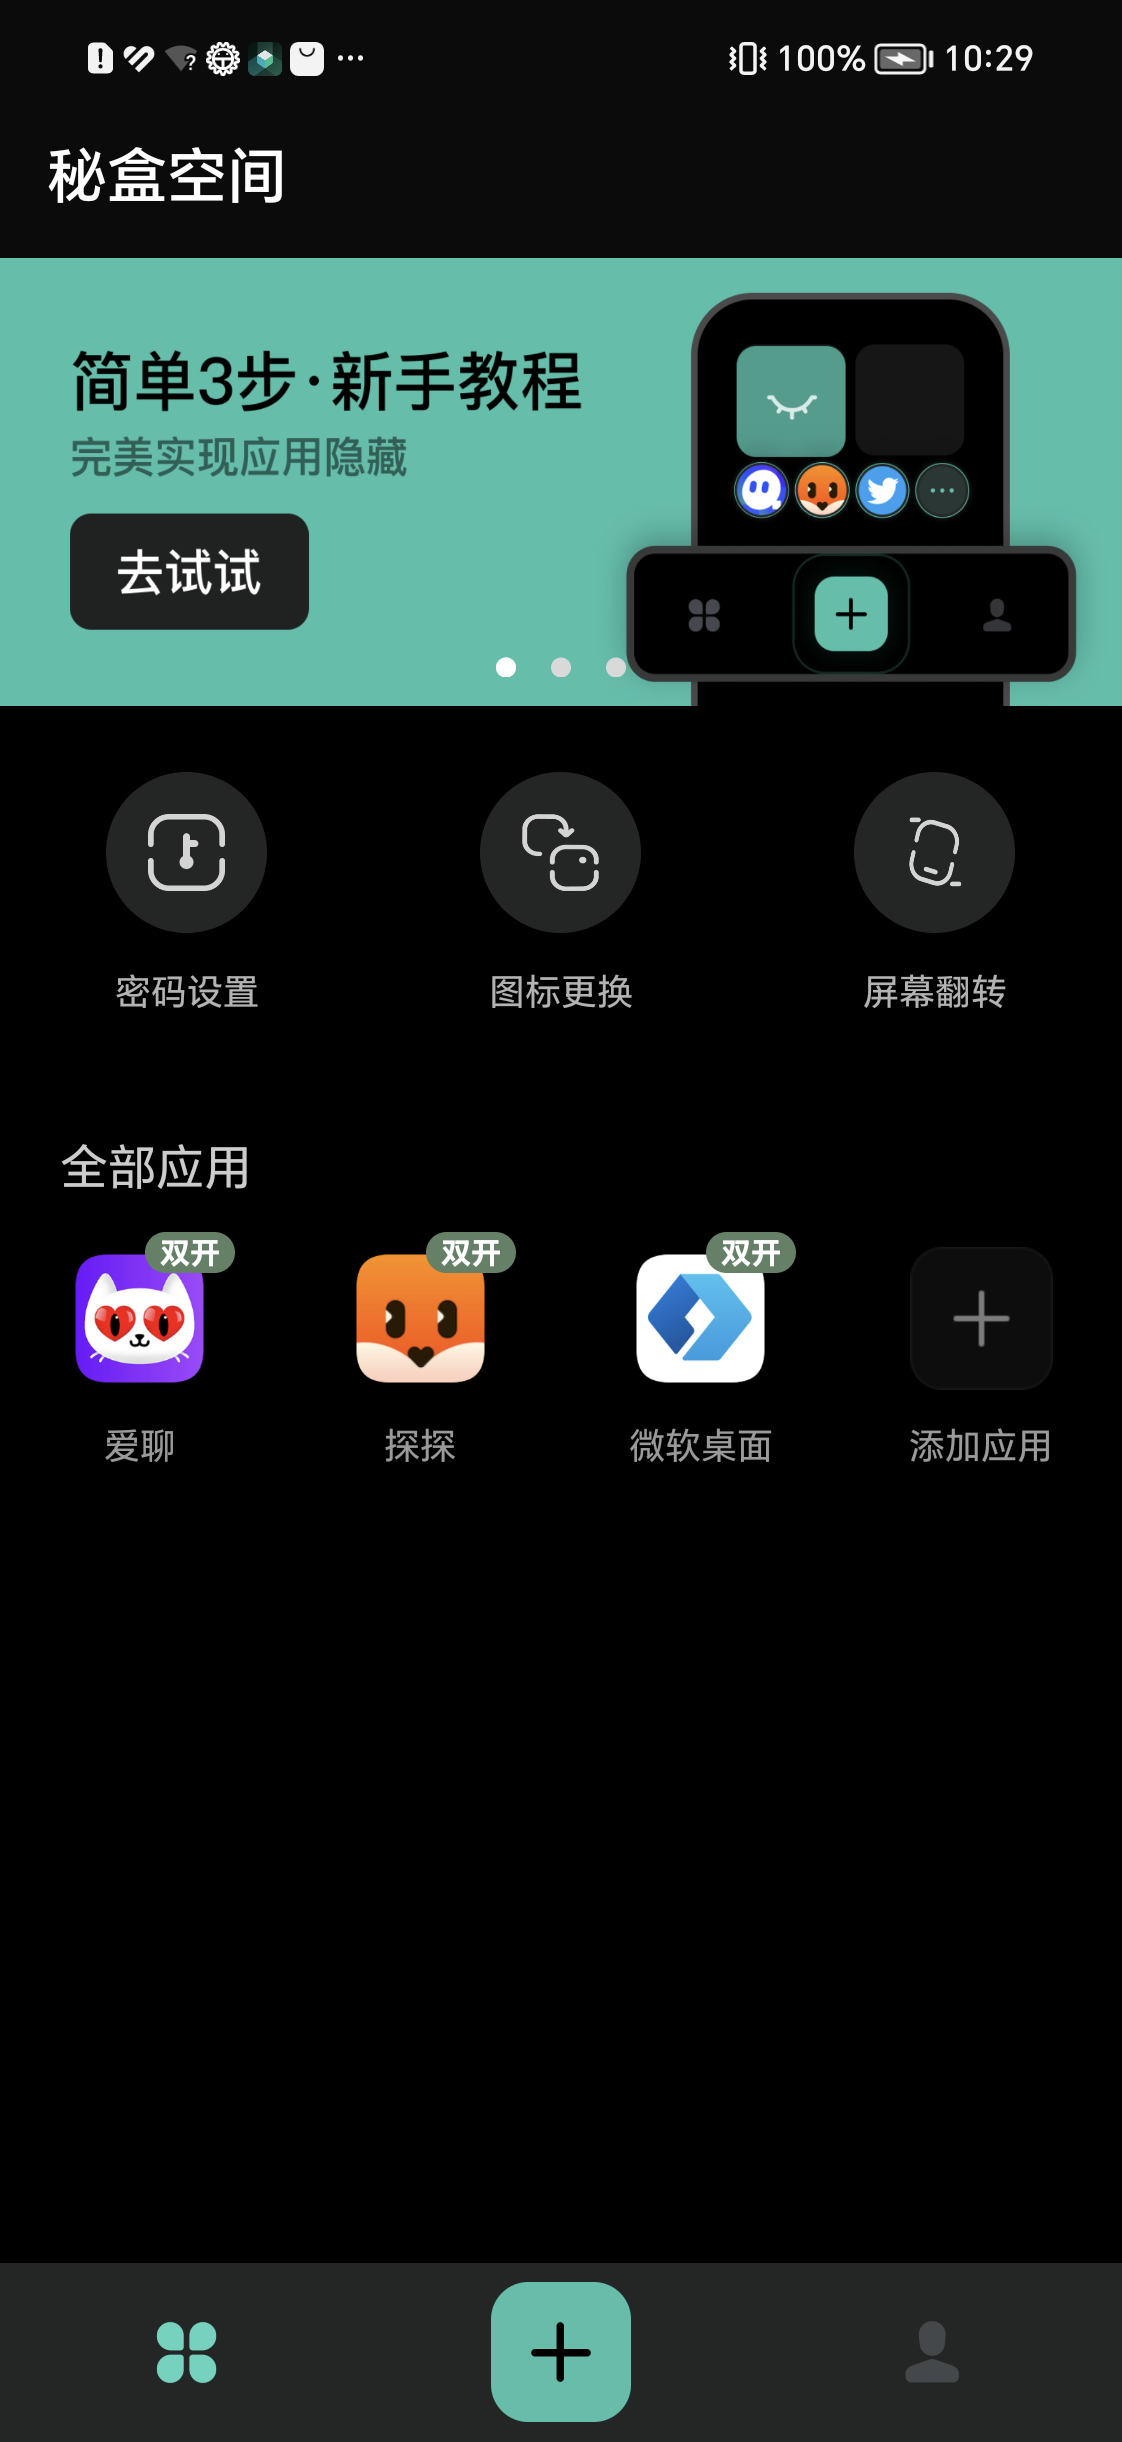 100% 10:29
秘盒空间
简单3步·新手教程
完美实现应用隐藏
去试试
密码设置
图标更换
屏幕翻转
全部应用
双开
双开
双开
爱聊
探探
微软桌面
添加应用